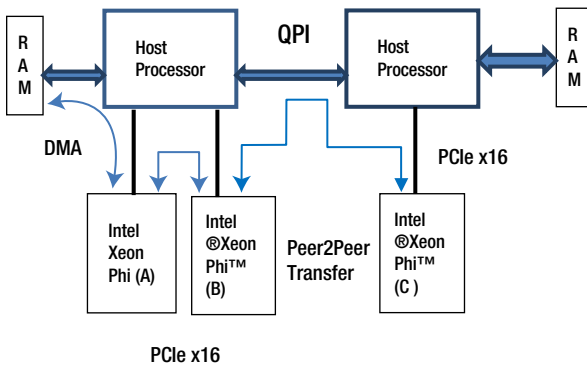 R
A
M
Host
Processor
QPI
Host
Processor
R
A
M
DMA
PCIe x16
Intel
Xeon
Phi (A)
Intel
®Xeon
Phi™
(B)
Peer2Peer
Transfer
Intel
®Xeon
Phi™
(C )
PCIe x16